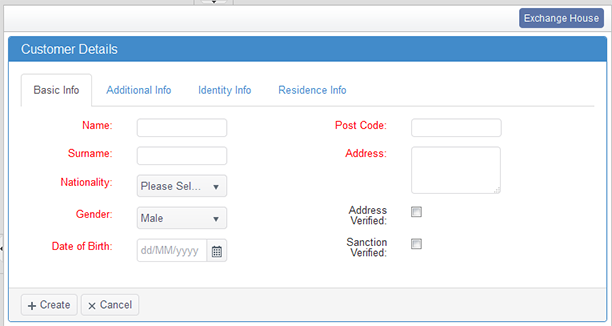 Exchange House
Customer Details
Basic Info
Additional Info
Identity Info
Residence Info
Name:
Surname:
Nationality:
Please Sel...
Gender:
Male
Date of Birth:
dd/MM/yyyy
Post Code:
Address:
Address
Verified:
Sanction
Verified:
Create
Cancel